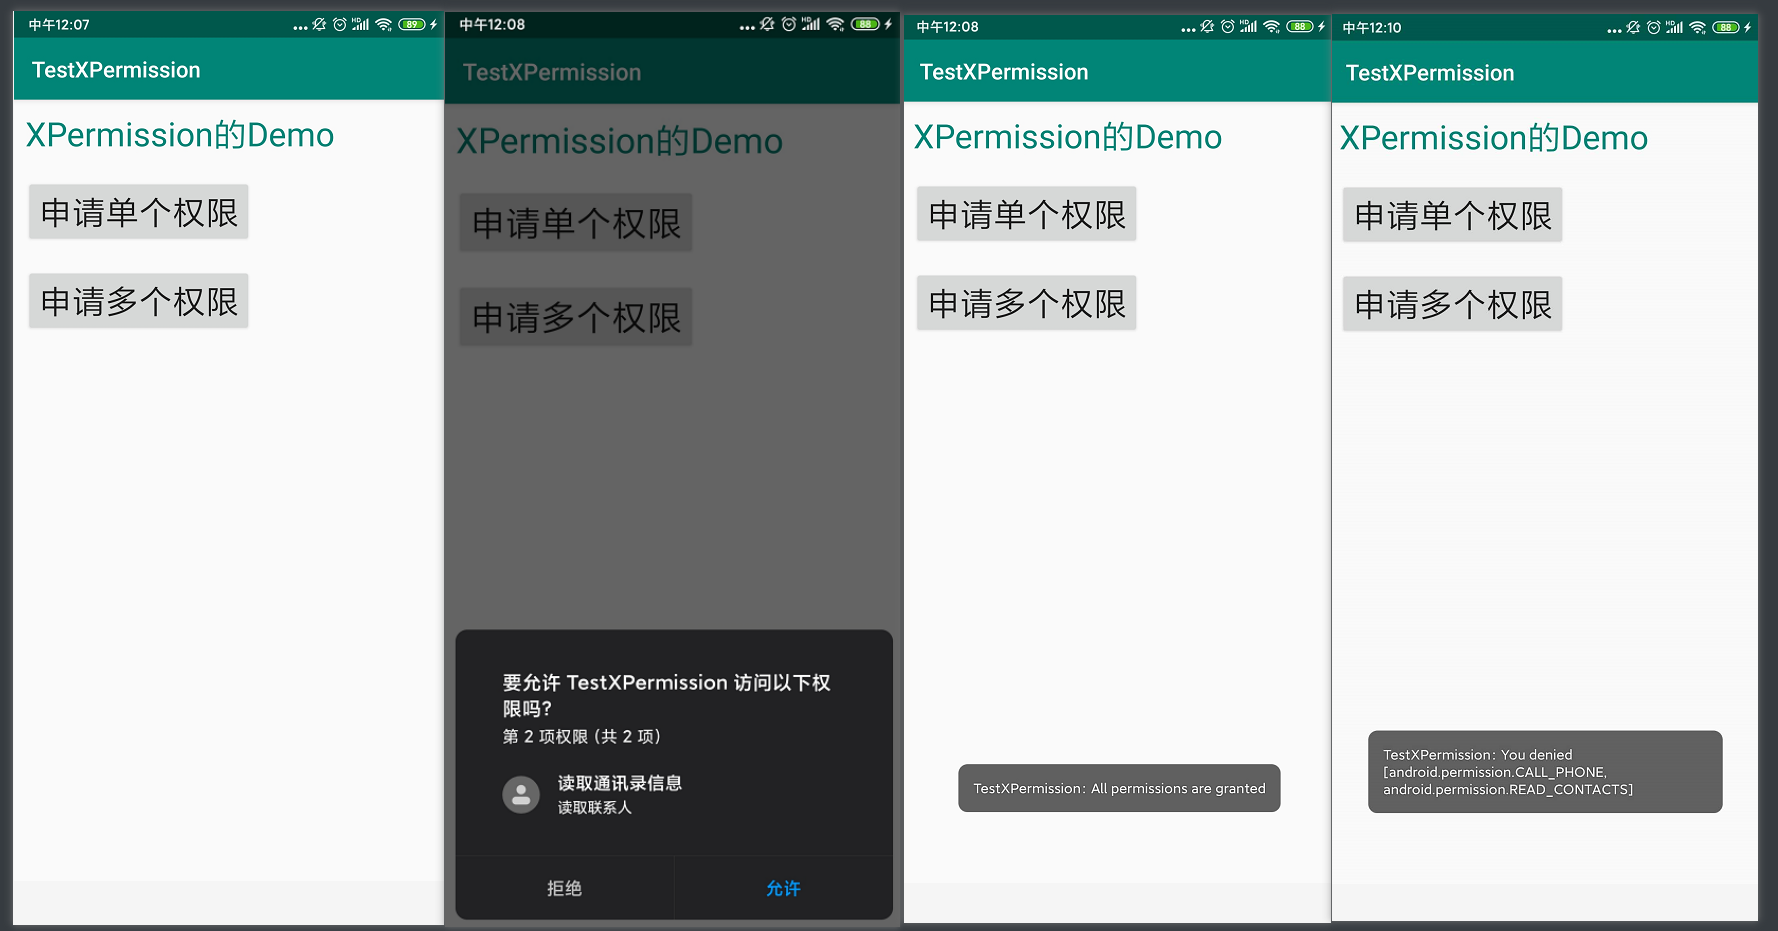 中午12:07
89
TestXPermission
XPermission的Demo
申请单个权限
申请多个权限
中午12:08
HD
88
TestXPermission
XPermission的Demo
申请单个权限
申请多个权限
要允许 TestXPermission 访问以下权
限吗?
第 2 项权限 (共 2 项)
读取通讯录信息
读取联系人
拒绝
允许
中午12:08
HD
88
TestXPermission
XPermission的Demo
申请单个权限
申请多个权限
TestXPermission: All permissions are granted
中午12:10
HD
88
TestXPermission
XPermission的Demo
申请单个权限
申请多个权限
TestXPermission: You denied
[android.permission.CALL_PHONE,
android.permission.READ_CONTACTS]